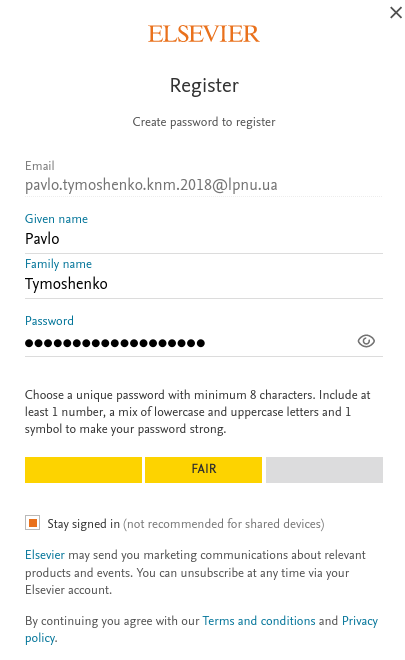 ELSEVIER
Register
Create password to register
Email
pavlo.tymoshenko.knm.2018@lpnu.ua
Given name
Pavlo
Family name
Tymoshenko
Password
●●●●●●●●●●●●●●●●●●●
Choose a unique password with minimum 8 characters. Include at
least 1 number, a mix of lowercase and uppercase letters and 1
symbol to make your password strong.
FAIR
Stay signed in (not recommended for shared devices)
Elsevier may send you marketing communications about relevant
products and events. You can unsubscribe at any time via your
Elsevier account.
By continuing you agree with our Terms and conditions and Privacy
policy.